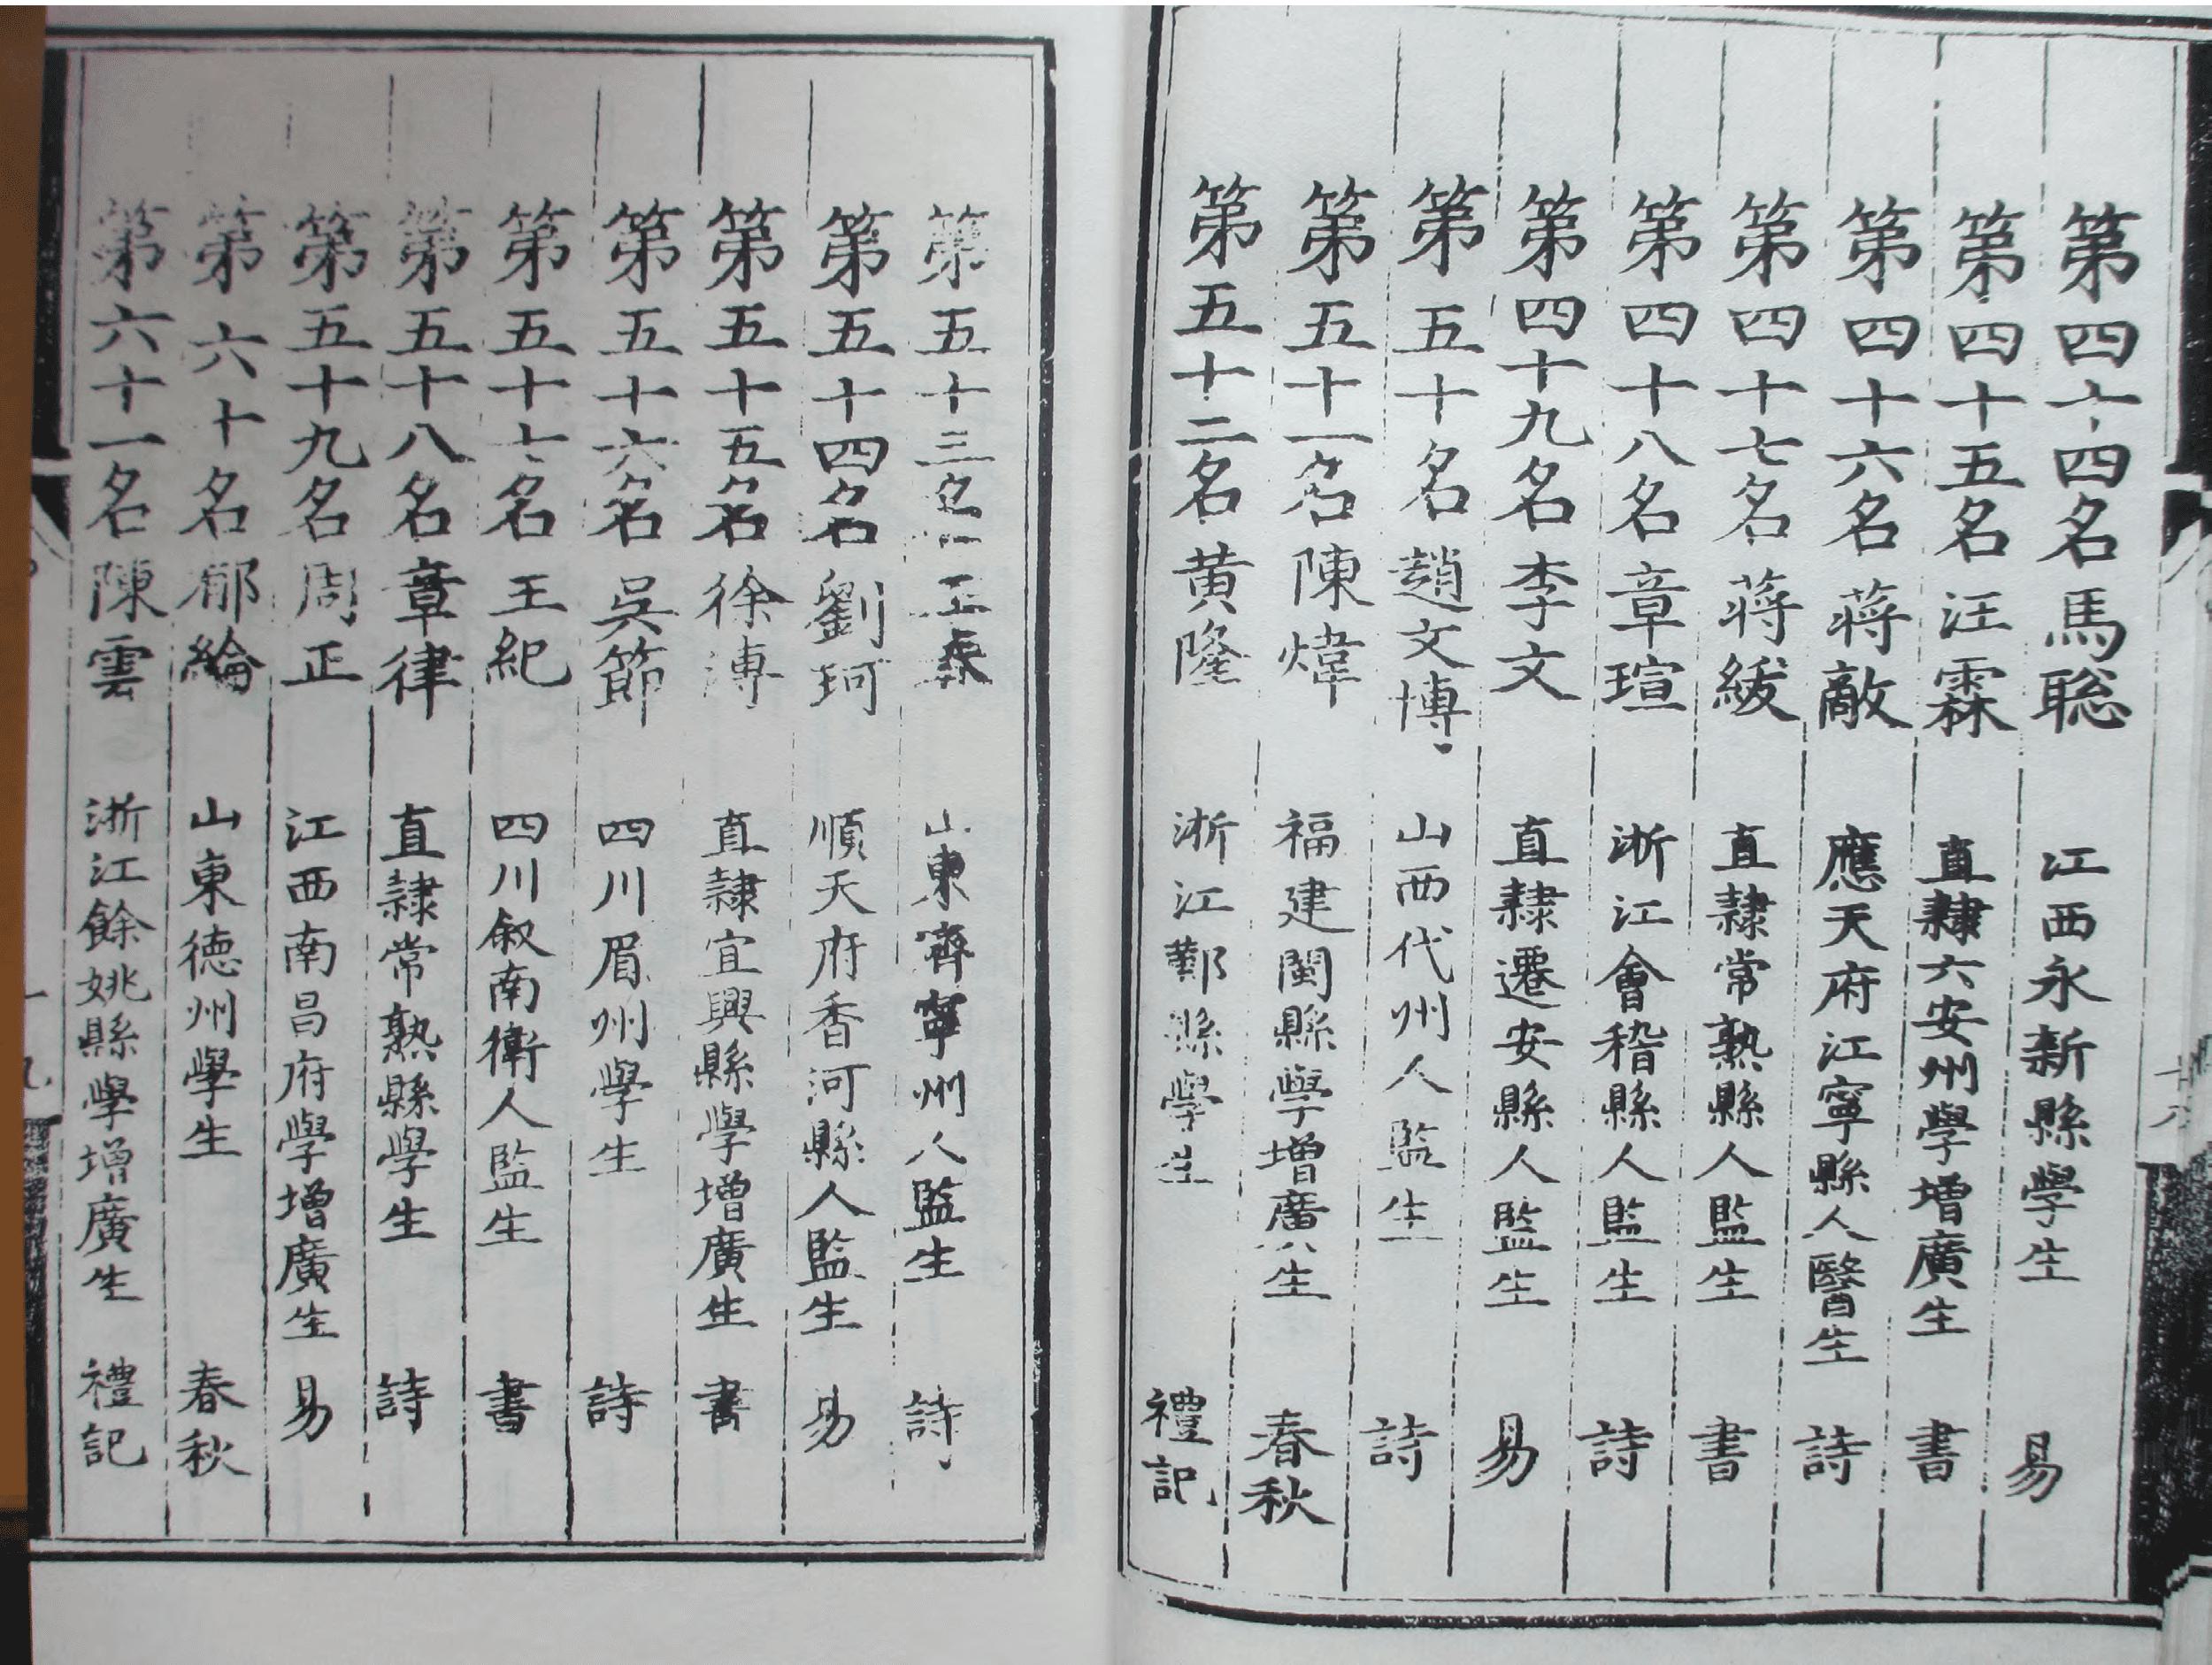 第四十四名馬聡 江西永新縣學生 易
第四十五名汪霖 直隷六安州學增廣生 書
第四十六名蔣敵 應天府江寧縣人醫生 詩
第四十七名蔣紱 直隷常熟縣人監生 書
第四十八名章瑄 浙江會稽縣人監生 詩
第四十九名李文 直隷遷安縣人監生 易
第五十名趙文博 山西代州人監生 詩
第五十一名陳煒 福建閩縣學增廣生 春秋
第五十二名黃隆 浙江鄞縣學生 禮記
第五十三名王 山東濟寧州人監生 詩
第五十四名劉珂 順天府香河縣人監生 易
第五十五名徐溥 直隷宜興縣學增廣生 書
第五十六名吳節 四川眉州學生 詩
第五十七名王紀 四川叙南衛人監生 書
第五十八名章律 直隷常熟縣學生 詩
第五十九名周正 江西南昌府學增廣生 易
第六十名郁綸 山東德州學生 春秋
第六十一名陳雲 浙江餘姚縣學增廣生 禮記